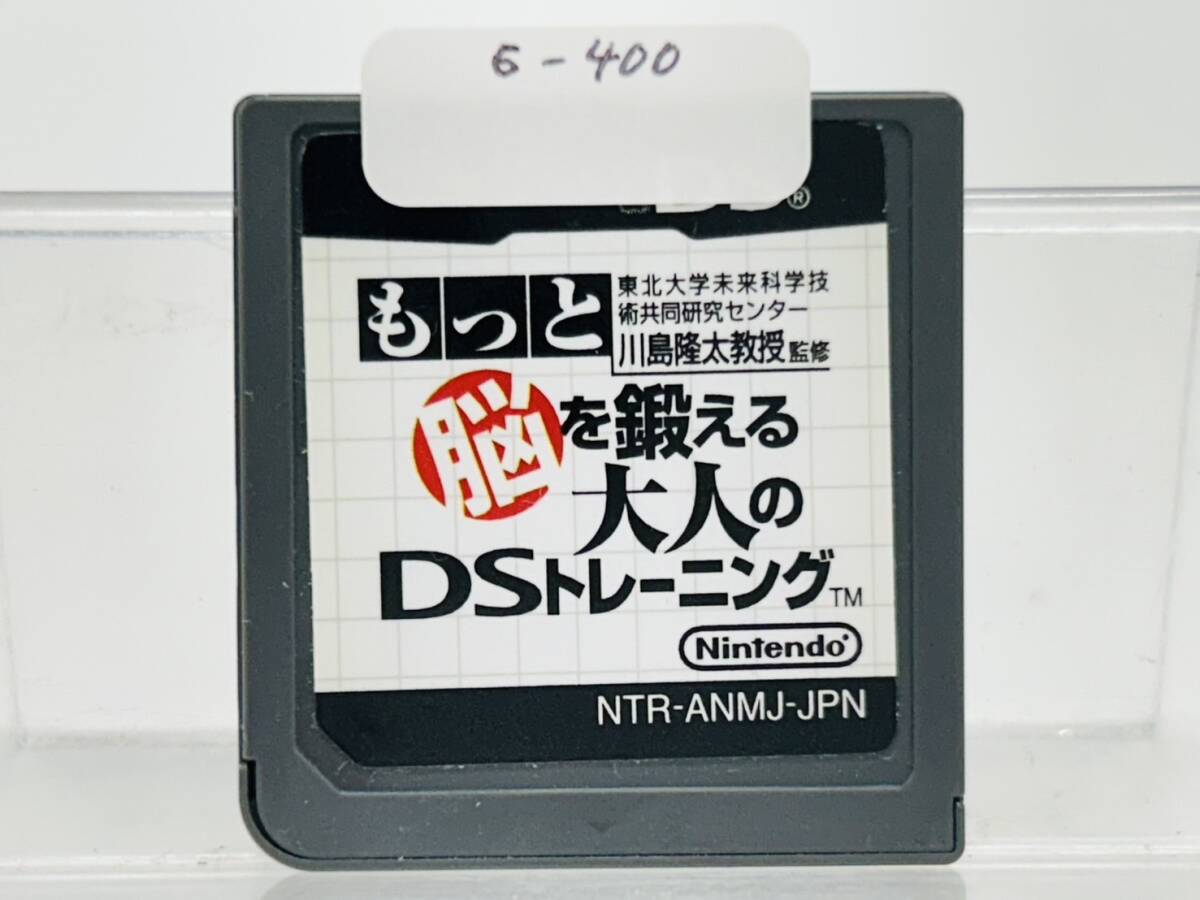 6-400
®
もっと
東北大学未来科学技
術共同研究センター
川島隆太教授監修
脳を鍛える
大人の
DSトレーニング™
Nintendo®
NTR-ANMJ-JPN